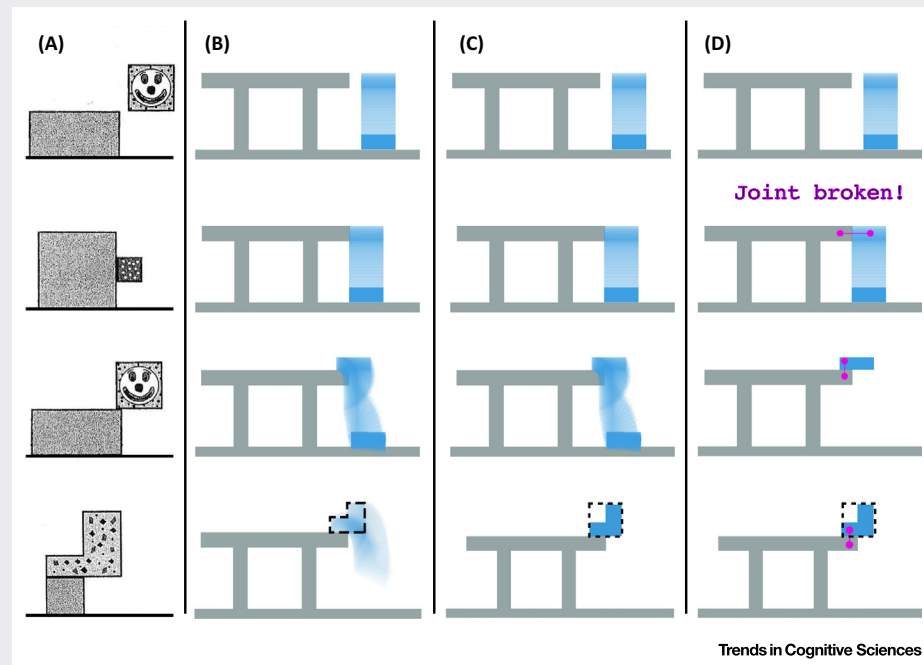 (A)
(B)
(C)
(D)
Joint broken!
Trends in Cognitive Sciences